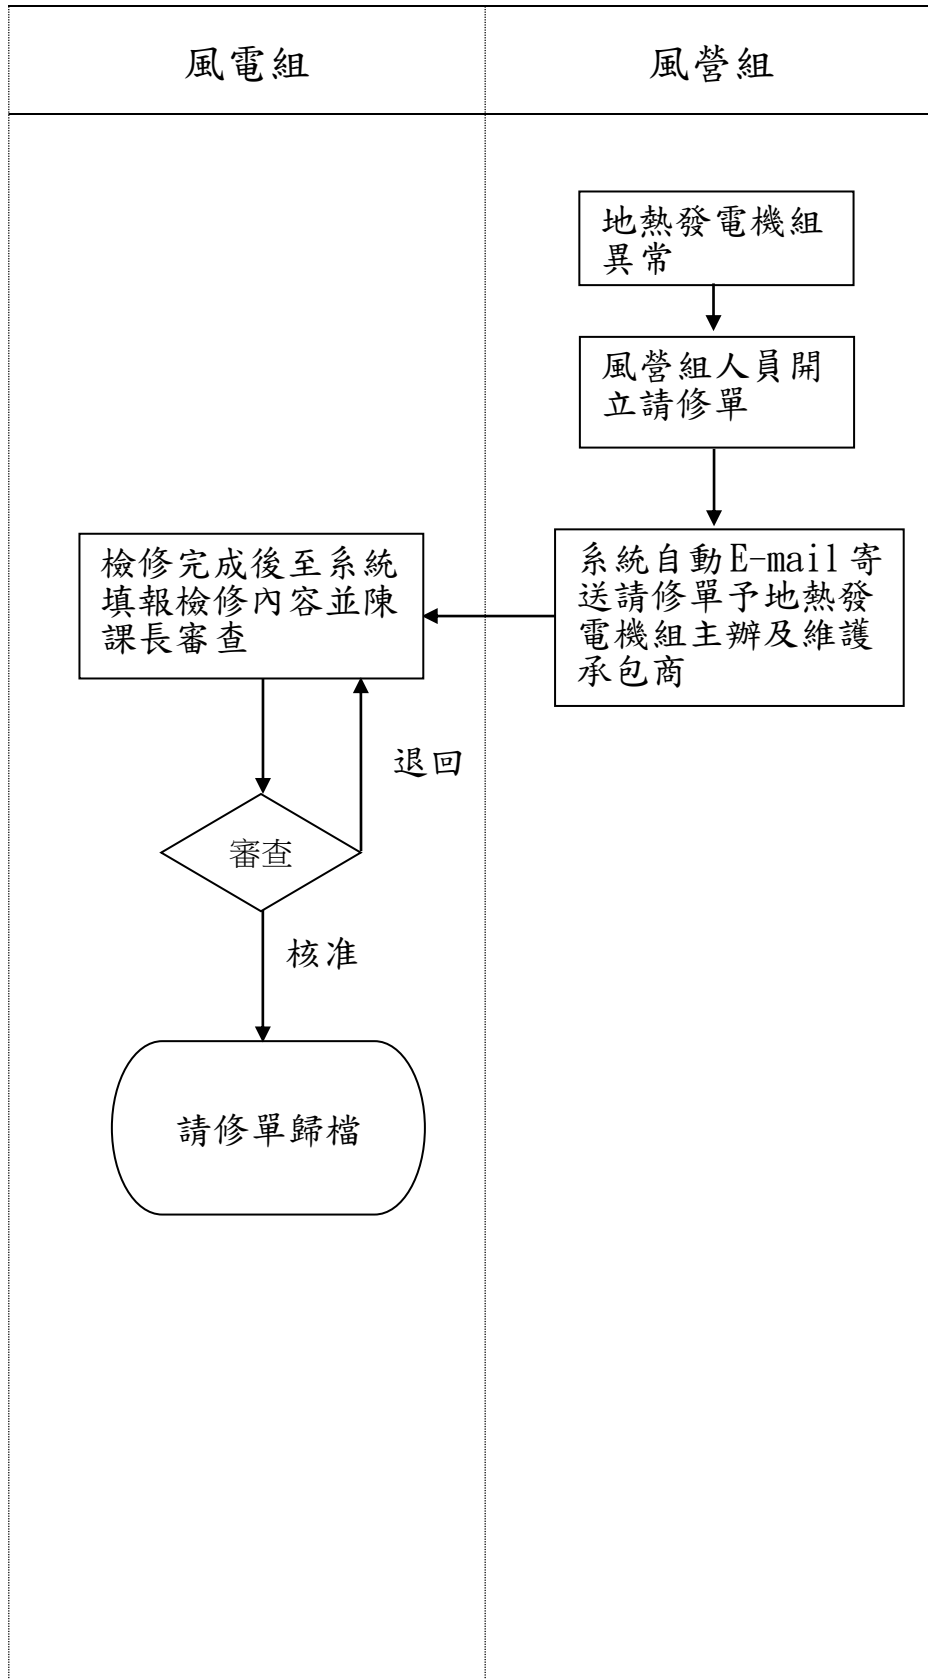 風電組
風營組
地熱發電機組
異常
風營組人員開
立請修單
系統自動E-mail寄
送請修單予地熱發
電機組主辦及維護
承包商
檢修完成後至系統
填報檢修內容並陳
課長審查
退回
審查
核准
請修單歸檔